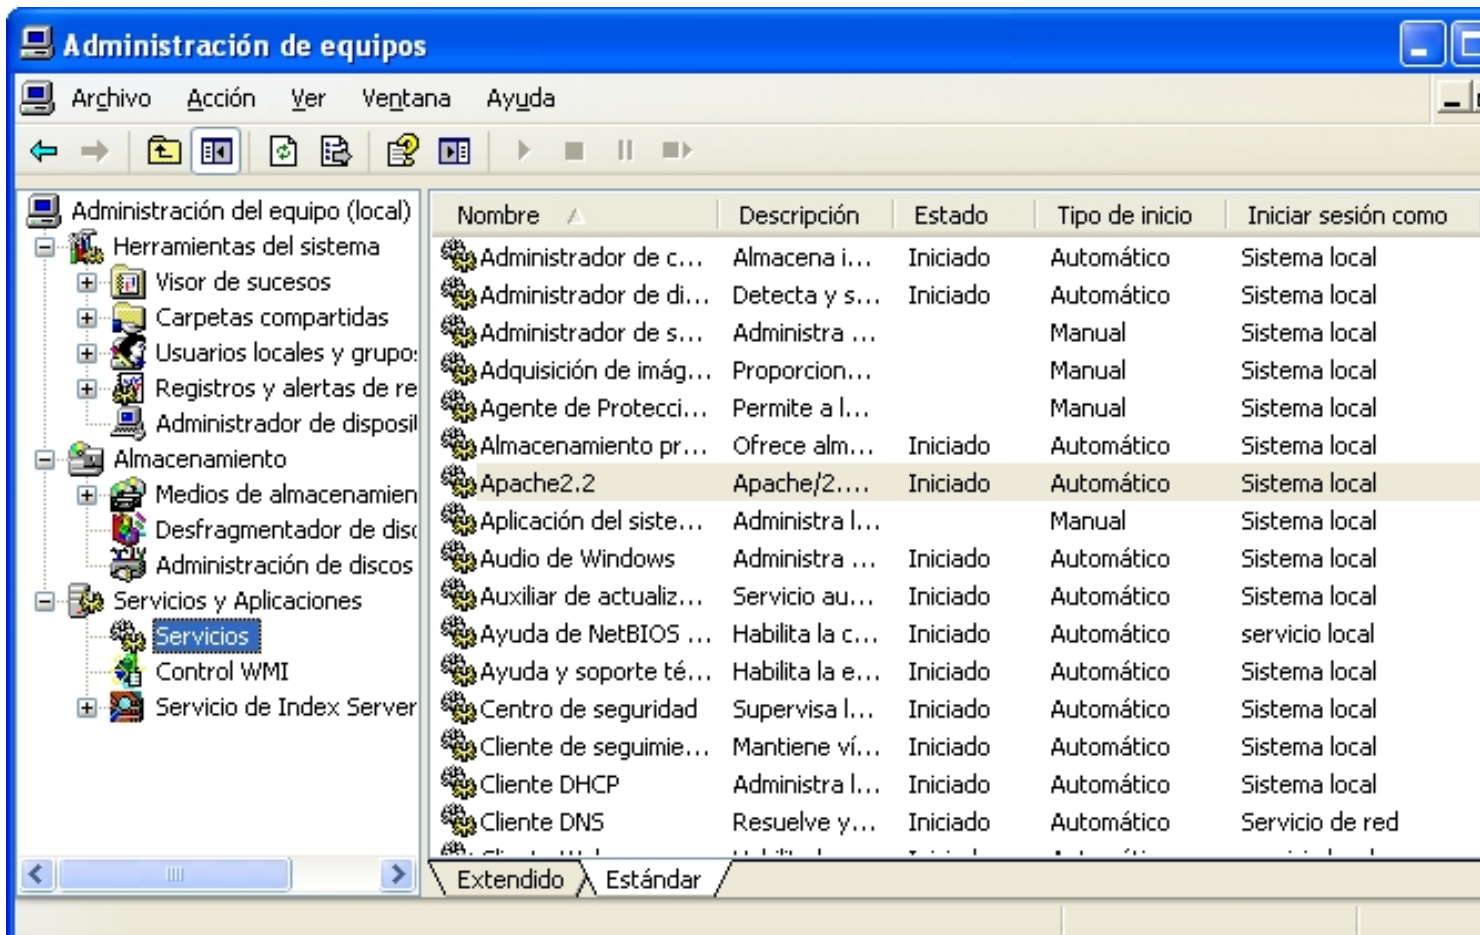 Administración de equipos
Archivo Acción Ver Ventana Ayuda
Administración del equipo (local)
Herramientas del sistema
Visor de sucesos
Carpetas compartidas
Usuarios locales y grupo
Registros y alertas de re
Administrador de disposi
Almacenamiento
Medios de almacenamien
Desfragmentador de disc
Administración de discos
Servicios y Aplicaciones
Servicios
Control WMI
Servicio de Index Server
Nombre Descripción Estado Tipo de inicio Iniciar sesión como
Administrador de c... Almacena i... Iniciado Automático Sistema local
Administrador de di... Detecta y s... Iniciado Automático Sistema local
Administrador de s... Administra ... Manual Sistema local
Adquisición de imág... Proporcion... Manual Sistema local
Agente de Protecci... Permite a l... Manual Sistema local
Almacenamiento pr... Ofrece alm... Iniciado Automático Sistema local
Apache2.2 Apache/2.... Iniciado Automático Sistema local
Aplicación del siste... Administra l... Manual Sistema local
Audio de Windows Administra ... Iniciado Automático Sistema local
Auxiliar de actualiz... Servicio au... Iniciado Automático Sistema local
Ayuda de NetBIOS ... Habilita la c... Iniciado Automático servicio local
Ayuda y soporte té... Habilita la e... Iniciado Automático Sistema local
Centro de seguridad Supervisa l... Iniciado Automático Sistema local
Cliente de seguimie... Mantiene ví... Iniciado Automático Sistema local
Cliente DHCP Administra l... Iniciado Automático Sistema local
Cliente DNS Resuelve y... Iniciado Automático Servicio de red
Extendido Estándar